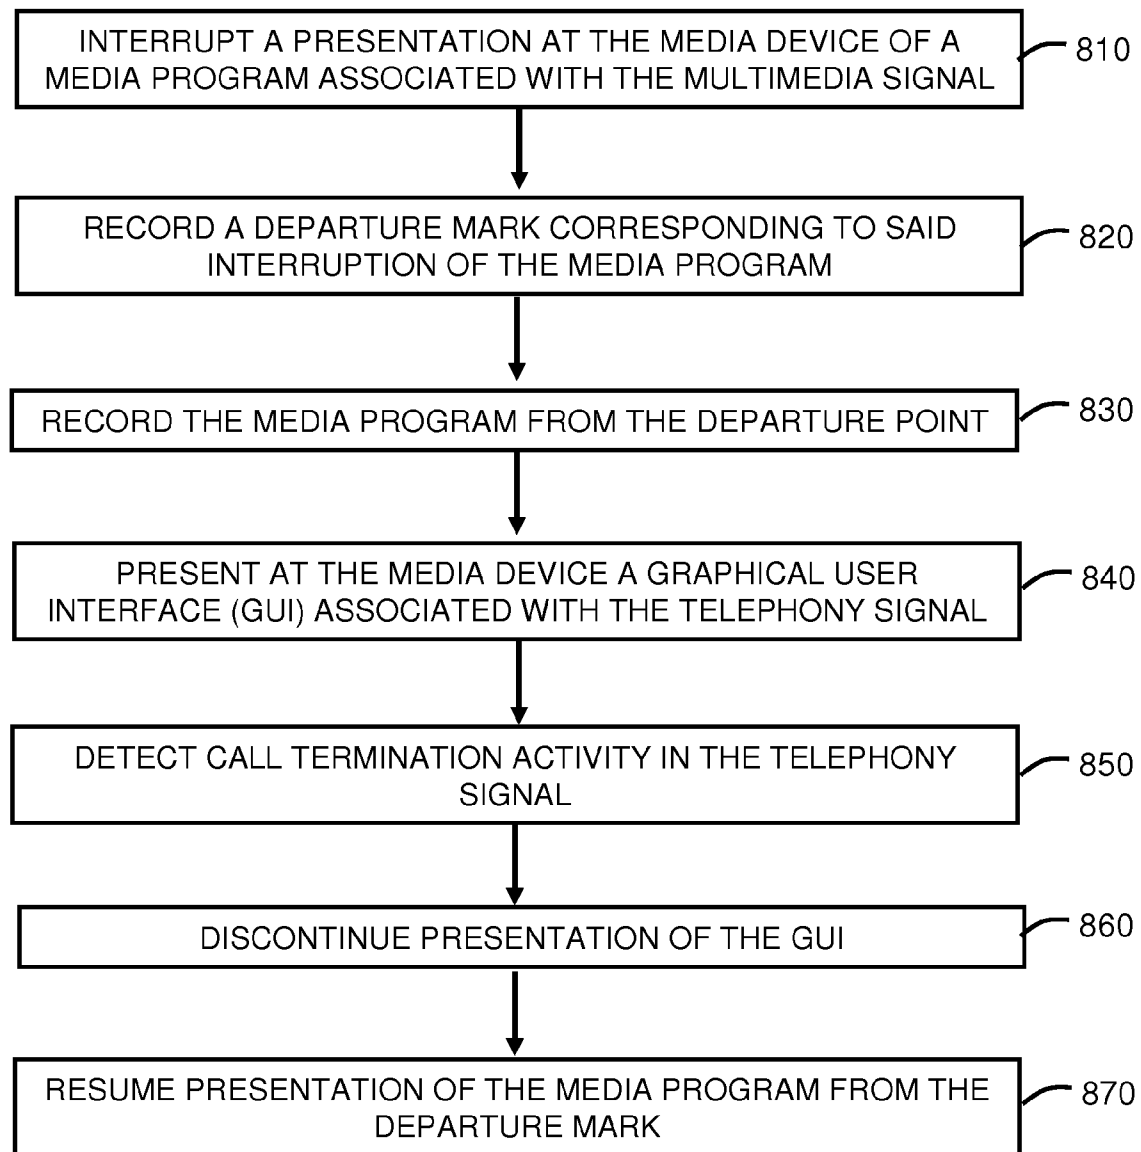 INTERRUPT A PRESENTATION AT THE MEDIA DEVICE OF A
MEDIA PROGRAM ASSOCIATED WITH THE MULTIMEDIA SIGNAL
810
RECORD A DEPARTURE MARK CORRESPONDING TO SAID
INTERRUPTION OF THE MEDIA PROGRAM
820
RECORD THE MEDIA PROGRAM FROM THE DEPARTURE POINT
830
PRESENT AT THE MEDIA DEVICE A GRAPHICAL USER
INTERFACE (GUI) ASSOCIATED WITH THE TELEPHONY SIGNAL
840
DETECT CALL TERMINATION ACTIVITY IN THE TELEPHONY
SIGNAL
850
DISCONTINUE PRESENTATION OF THE GUI
860
RESUME PRESENTATION OF THE MEDIA PROGRAM FROM THE
DEPARTURE MARK
870